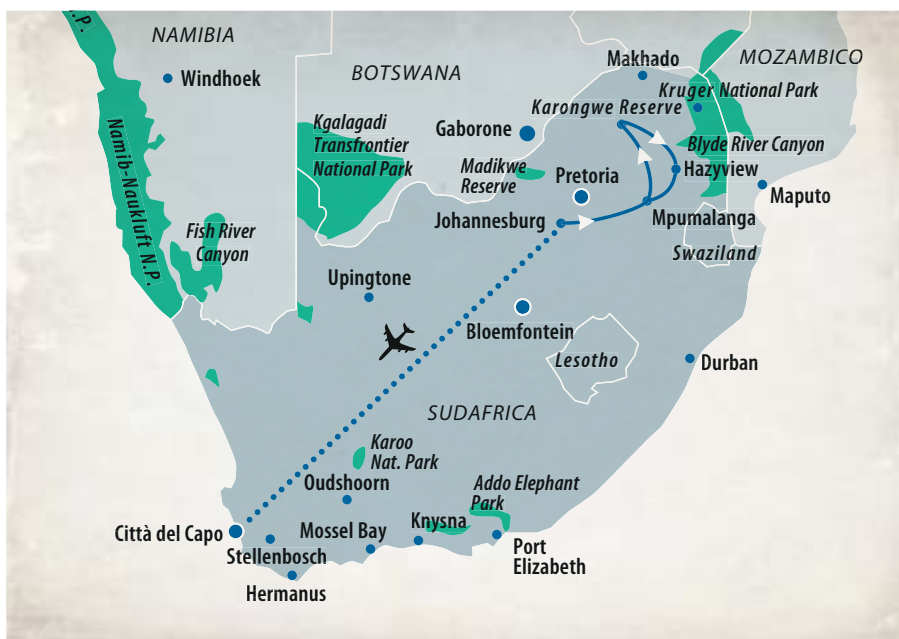 N.P.
NAMIBIA
Windhoek
BOTSWANA
MOZAMBICO
Makhado
Kruger National Park
Karongwe Reserve
Kgalagadi
Transfrontier
National Park
Gaborone
Madikwe
Reserve
Blyde River Canyon
Hazyview
Pretoria
Maputo
Johannesburg
Mpumalanga
Namib-Naukluft N.P.
Fish River
Canyon
Swaziland
Upingtone
Bloemfontein
Lesotho
Durban
SUDAFRICA
Karoo
Nat. Park
Oudshoorn
Addo Elephant
Park
Città del Capo
Stellenbosch
Mossel Bay
Knysna
Port
Elizabeth
Hermanus